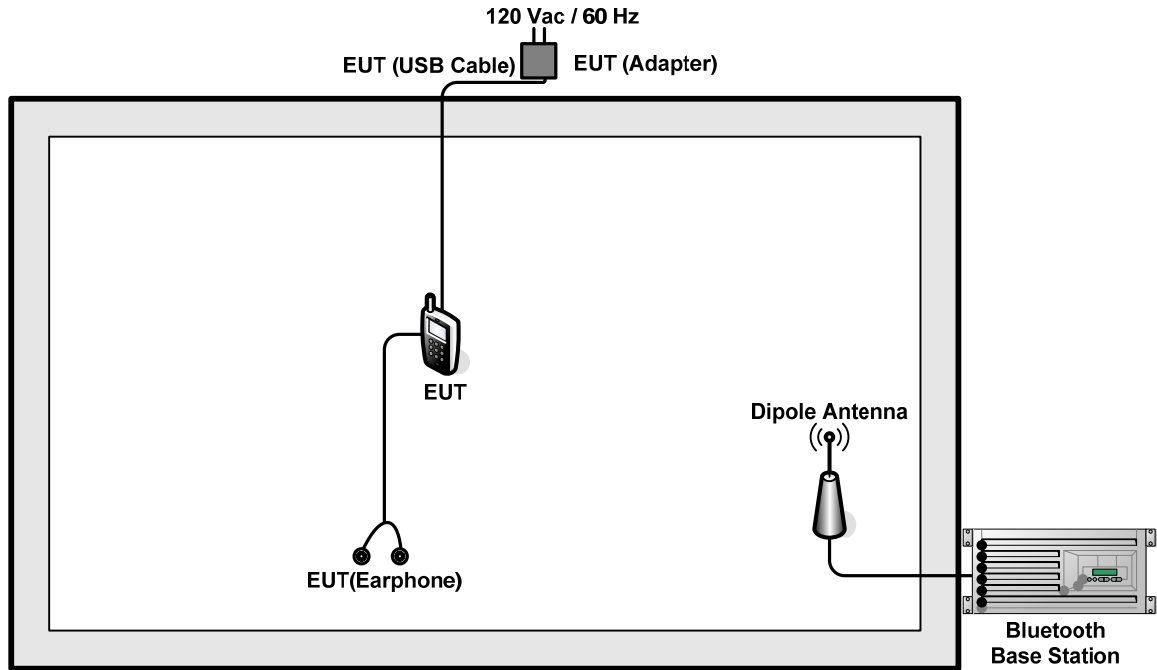 120 Vac / 60 Hz
EUT (USB Cable)
EUT (Adapter)
EUT
Dipole Antenna
EUT(Earphone)
Bluetooth
Base Station